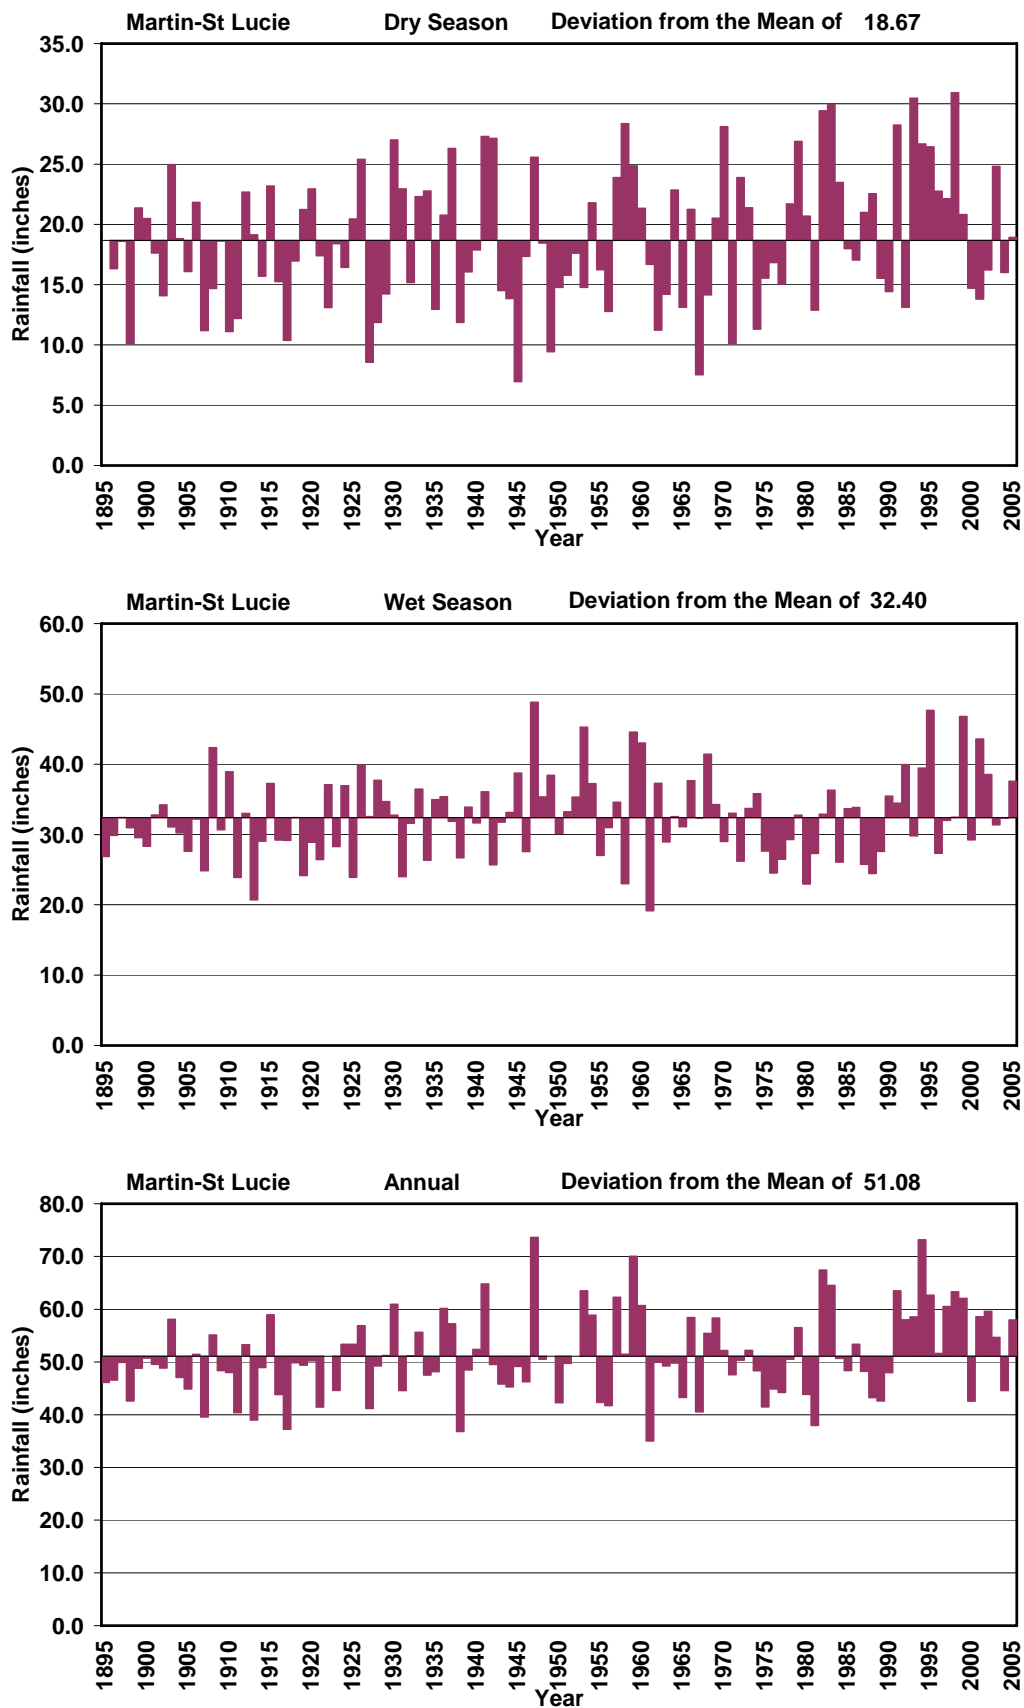 Martin-St Lucie Dry Season Deviation from the Mean of 18.67
35.0
30.0
25.0
20.0
15.0
10.0
5.0
0.0
Rainfall (inches)
1895 1900 1905 1910 1915 1920 1925 1930 1935 1940 1945 1950 1955 1960 1965 1970 1975 1980 1985 1990 1995 2000 2005
Year
Martin-St Lucie Wet Season Deviation from the Mean of 32.40
60.0
50.0
40.0
30.0
20.0
10.0
0.0
Rainfall (inches)
1895 1900 1905 1910 1915 1920 1925 1930 1935 1940 1945 1950 1955 1960 1965 1970 1975 1980 1985 1990 1995 2000 2005
Year
Martin-St Lucie Annual Deviation from the Mean of 51.08
80.0
70.0
60.0
50.0
40.0
30.0
20.0
10.0
0.0
Rainfall (inches)
1895 1900 1905 1910 1915 1920 1925 1930 1935 1940 1945 1950 1955 1960 1965 1970 1975 1980 1985 1990 1995 2000 2005
Year